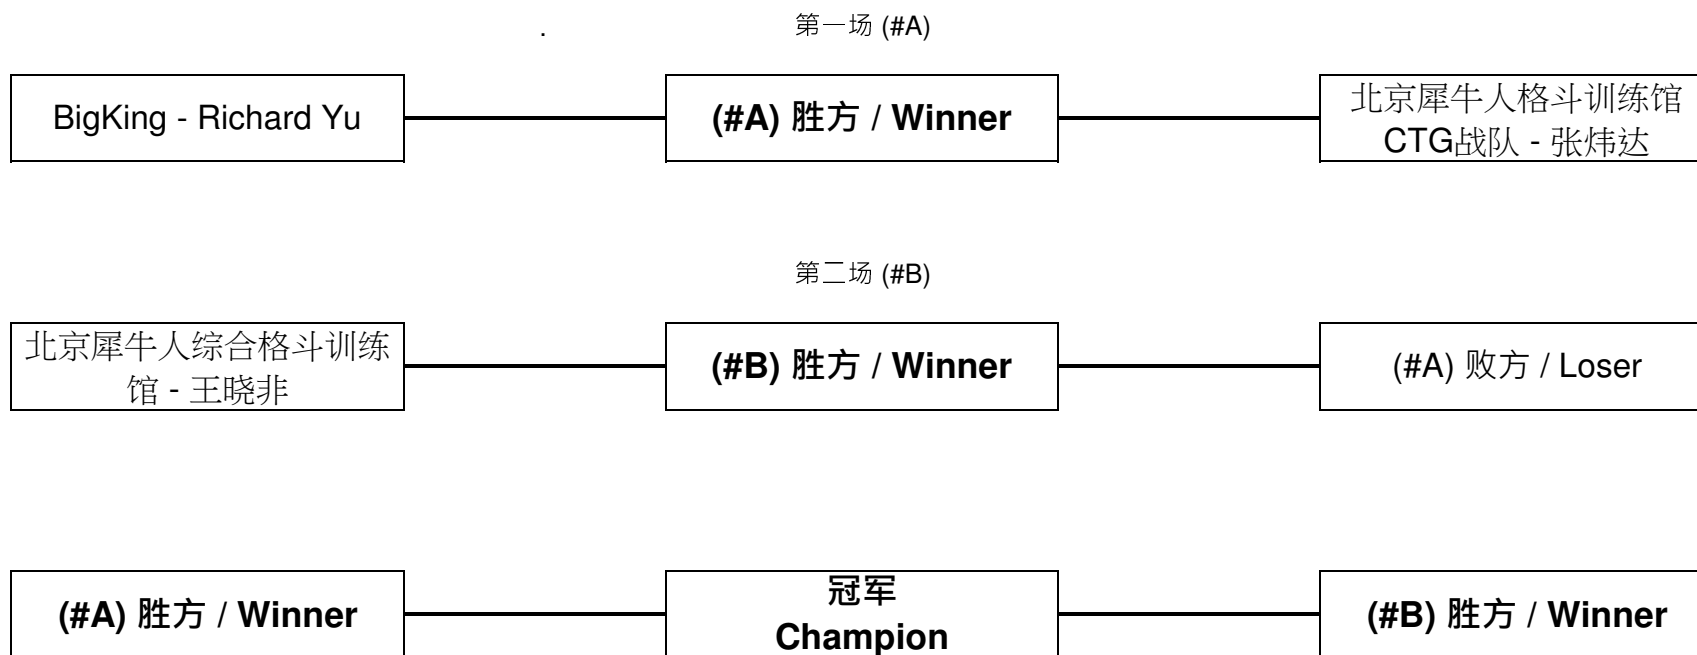 第一场 (#A)
BigKing - Richard Yu
(#A) 胜方 / Winner
北京犀牛人格斗训练馆
CTG战队 - 张炜达
第二场 (#B)
北京犀牛人综合格斗训练
馆 - 王晓非
(#B) 胜方 / Winner
(#A) 败方 / Loser
(#A) 胜方 / Winner
冠军
Champion
(#B) 胜方 / Winner